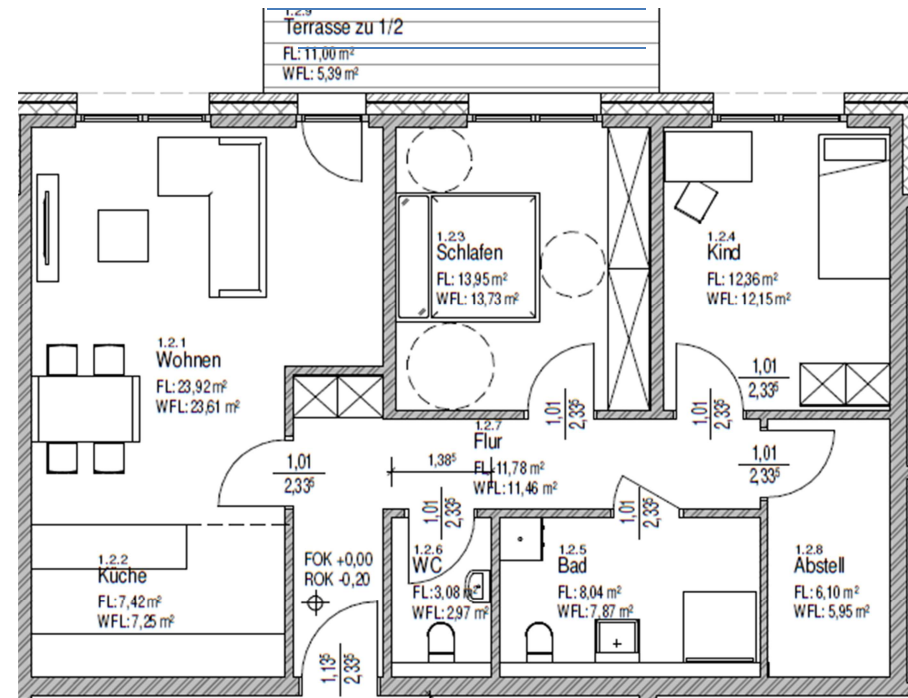 1.2.9
Terrasse zu 1/2
FL: 11,00 m²
WFL: 5,39 m²
1.2.3
Schlafen
FL: 13,95 m²
WFL: 13,73 m²
1.2.4
Kind
FL: 12,36 m²
WFL: 12,15 m²
1.2.1
Wohnen
FL: 23,92 m²
WFL: 23,61 m²
1,01
2,33⁵
1,01
2,33⁵
1,01
2,33⁵
1.2.7
Flur
FL: 11,78 m²
WFL: 11,46 m²
1,38⁵
1,01
2,33⁵
1,01
2,33⁵
1,01
2,33⁵
1,01
2,33⁵
FOK +0,00
ROK -0,20
1.2.2
Küche
FL: 7,42 m²
WFL: 7,25 m²
1.2.6
WC
FL: 3,08 m²
WFL: 2,97 m²
1.2.5
Bad
FL: 8,04 m²
WFL: 7,87 m²
1.2.8
Abstell
FL: 6,10 m²
WFL: 5,95 m²
1,13⁵
2,33⁵